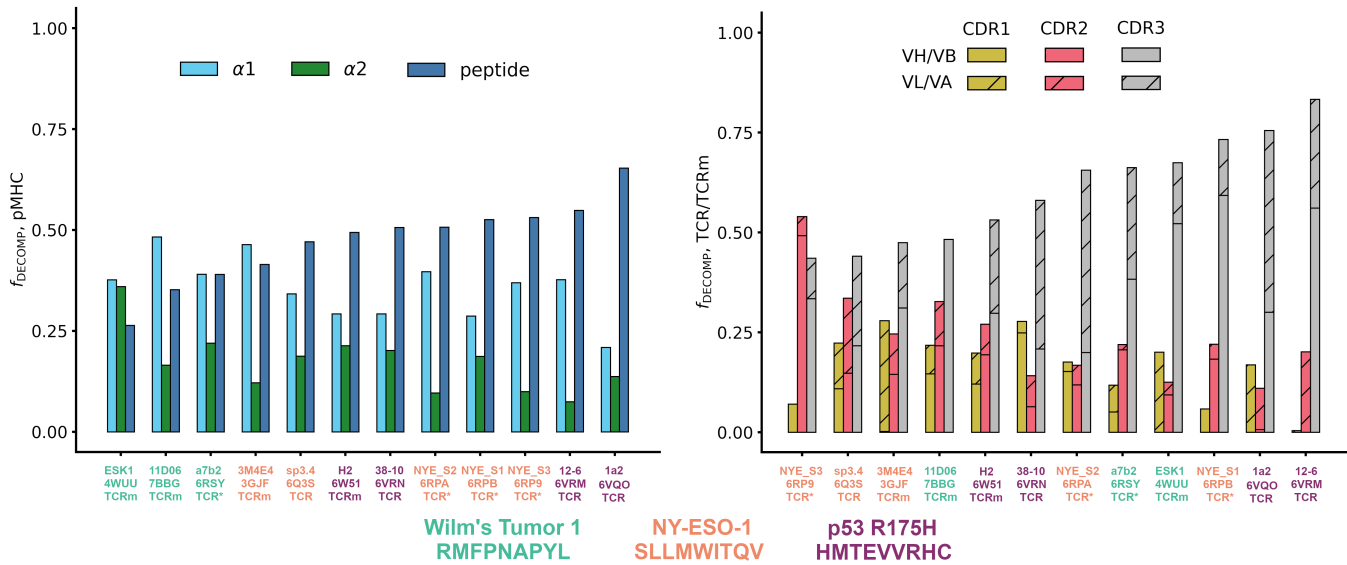 1.00
0.75
0.50
0.25
0.00
fDECOMP, pMHC
α1 α2 peptide
ESK1 11D06 a7b2 3M4E4 sp3.4 H2 38-10 NYE_S2 NYE_S1 NYE_S3 12-6 1a2
4WUU 7BBG 6RSY 3GJF 6Q3S 6W51 6VRN 6RPA 6RPB 6RP9 6VRM 6VQO
TCRm TCRm TCR* TCRm TCR TCRm TCR TCR* TCR* TCR* TCR TCR
1.00
0.75
0.50
0.25
0.00
fDECOMP, TCR/TCRm
CDR1 CDR2 CDR3
VH/VB
VL/VA
NYE_S3 sp3.4 3M4E4 11D06 H2 38-10 NYE_S2 a7b2 ESK1 NYE_S1 1a2 12-6
6RP9 6Q3S 3GJF 7BBG 6W51 6VRN 6RPA 6RSY 4WUU 6RPB 6VQO 6VRM
TCR* TCR TCRm TCRm TCRm TCR TCR* TCR* TCRm TCR* TCR TCR
Wilm's Tumor 1 NY-ESO-1 p53 R175H
RMFPNAPYL SLLMWITQV HMTEVVRHC